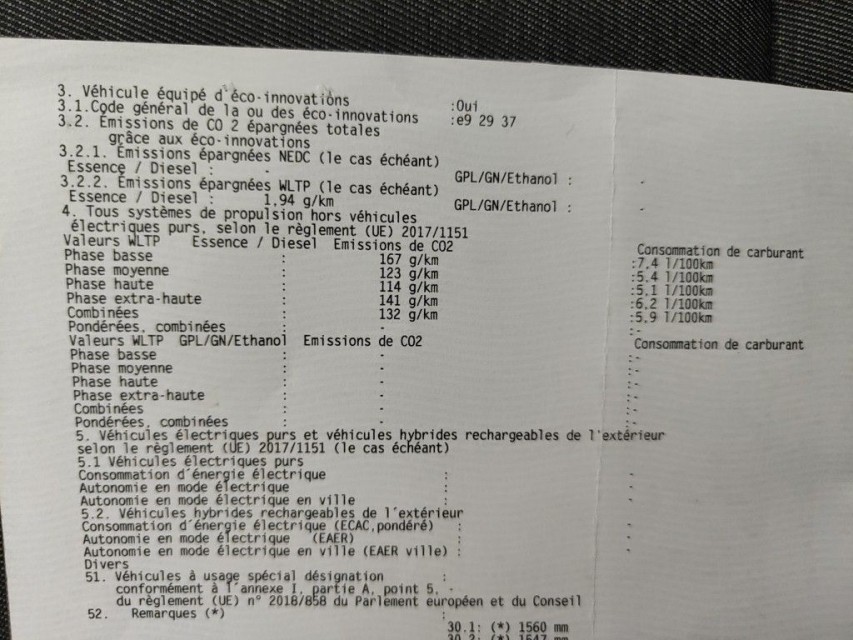 3. Véhicule équipé d'éco-innovations :Oui
3.1.Code général de la ou des éco-innovations :e9 29 37
3.2. Émissions de CO 2 épargnées totales
grâce aux éco-innovations
3.2.1. Émissions épargnées NEDC (le cas échéant)
Essence / Diesel : - GPL/GN/Ethanol : -
3.2.2. Émissions épargnées WLTP (le cas échéant)
Essence / Diesel : 1,94 g/km GPL/GN/Ethanol : -
4. Tous systèmes de propulsion hors véhicules
électriques purs, selon le règlement (UE) 2017/1151
Valeurs WLTP Essence / Diesel Emissions de CO2 Consommation de carburant
Phase basse : 167 g/km :7,4 l/100km
Phase moyenne : 123 g/km :5,4 l/100km
Phase haute : 114 g/km :5,1 l/100km
Phase extra-haute : 141 g/km :6,2 l/100km
Combinées : 132 g/km :5,9 l/100km
Pondérées, combinées : - :-
Valeurs WLTP GPL/GN/Ethanol Emissions de CO2 Consommation de carburant
Phase basse : - :-
Phase moyenne : - :-
Phase haute : - :-
Phase extra-haute : - :-
Combinées : - :-
Pondérées, combinées : - :-
5. Véhicules électriques purs et véhicules hybrides rechargeables de l'extérieur
selon le règlement (UE) 2017/1151 (le cas échéant)
5.1 Véhicules électriques purs
Consommation d'énergie électrique : -
Autonomie en mode électrique : -
Autonomie en mode électrique en ville : -
5.2. Véhicules hybrides rechargeables de l'extérieur
Consommation d'énergie électrique (ECAC,pondéré) : -
Autonomie en mode électrique (EAER) : -
Autonomie en mode électrique en ville (EAER ville) : -
Divers
51. Véhicules à usage spécial désignation :
conformément à l'annexe I, partie A, point 5, -
du règlement (UE) n° 2018/858 du Parlement européen et du Conseil
52. Remarques (*) :
30.1: (*) 1560 mm
30.2: (*) 1547 mm